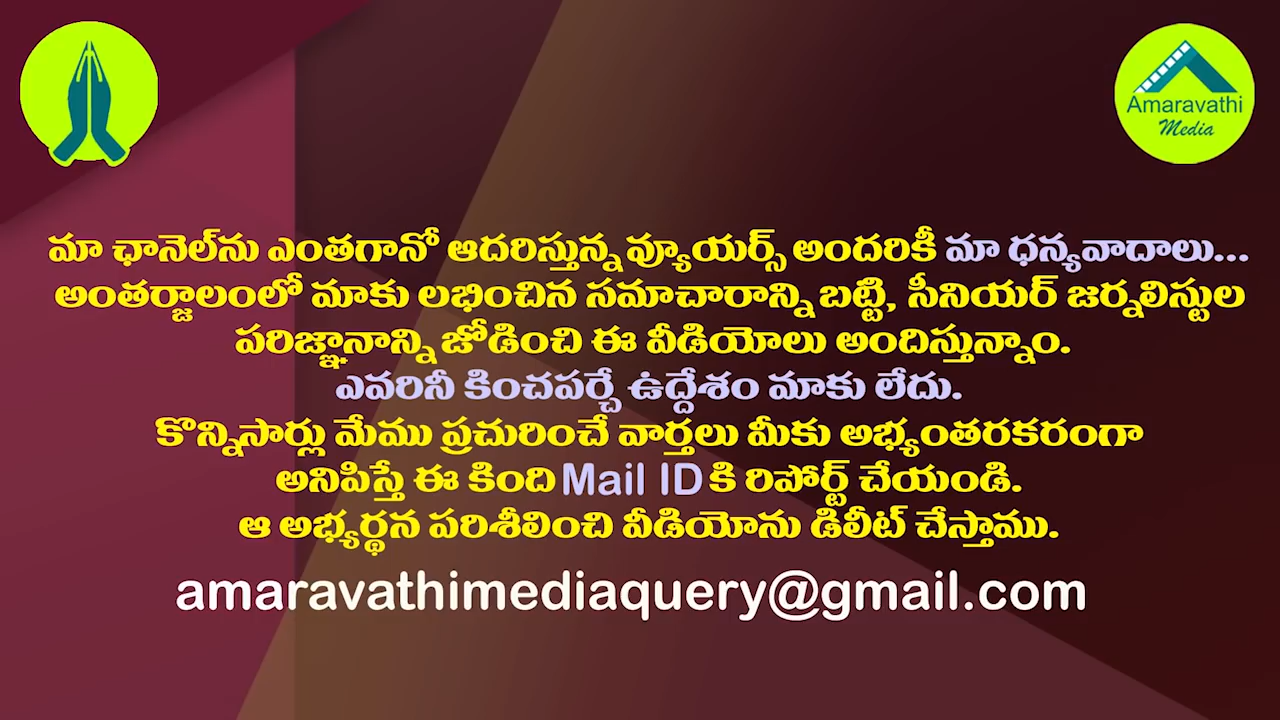 Amaravathi
Media
మా ఛానెల్‌ను ఎంతగానో ఆదరిస్తున్న వ్యూయర్స్ అందరికీ మా ధన్యవాదాలు...
అంతర్జాలంలో మాకు లభించిన సమాచారాన్ని బట్టి, సీనియర్ జర్నలిస్టుల
పరిజ్ఞానాన్ని జోడించి ఈ వీడియోలు అందిస్తున్నాం.
ఎవరినీ కించపర్చే ఉద్దేశం మాకు లేదు.
కొన్నిసార్లు మేము ప్రచురించే వార్తలు మీకు అభ్యంతరకరంగా
అనిపిస్తే ఈ కింది Mail ID కి రిపోర్ట్ చేయండి.
ఆ అభ్యర్థన పరిశీలించి వీడియోను డిలీట్ చేస్తాము.
amaravathimediaquery@gmail.com